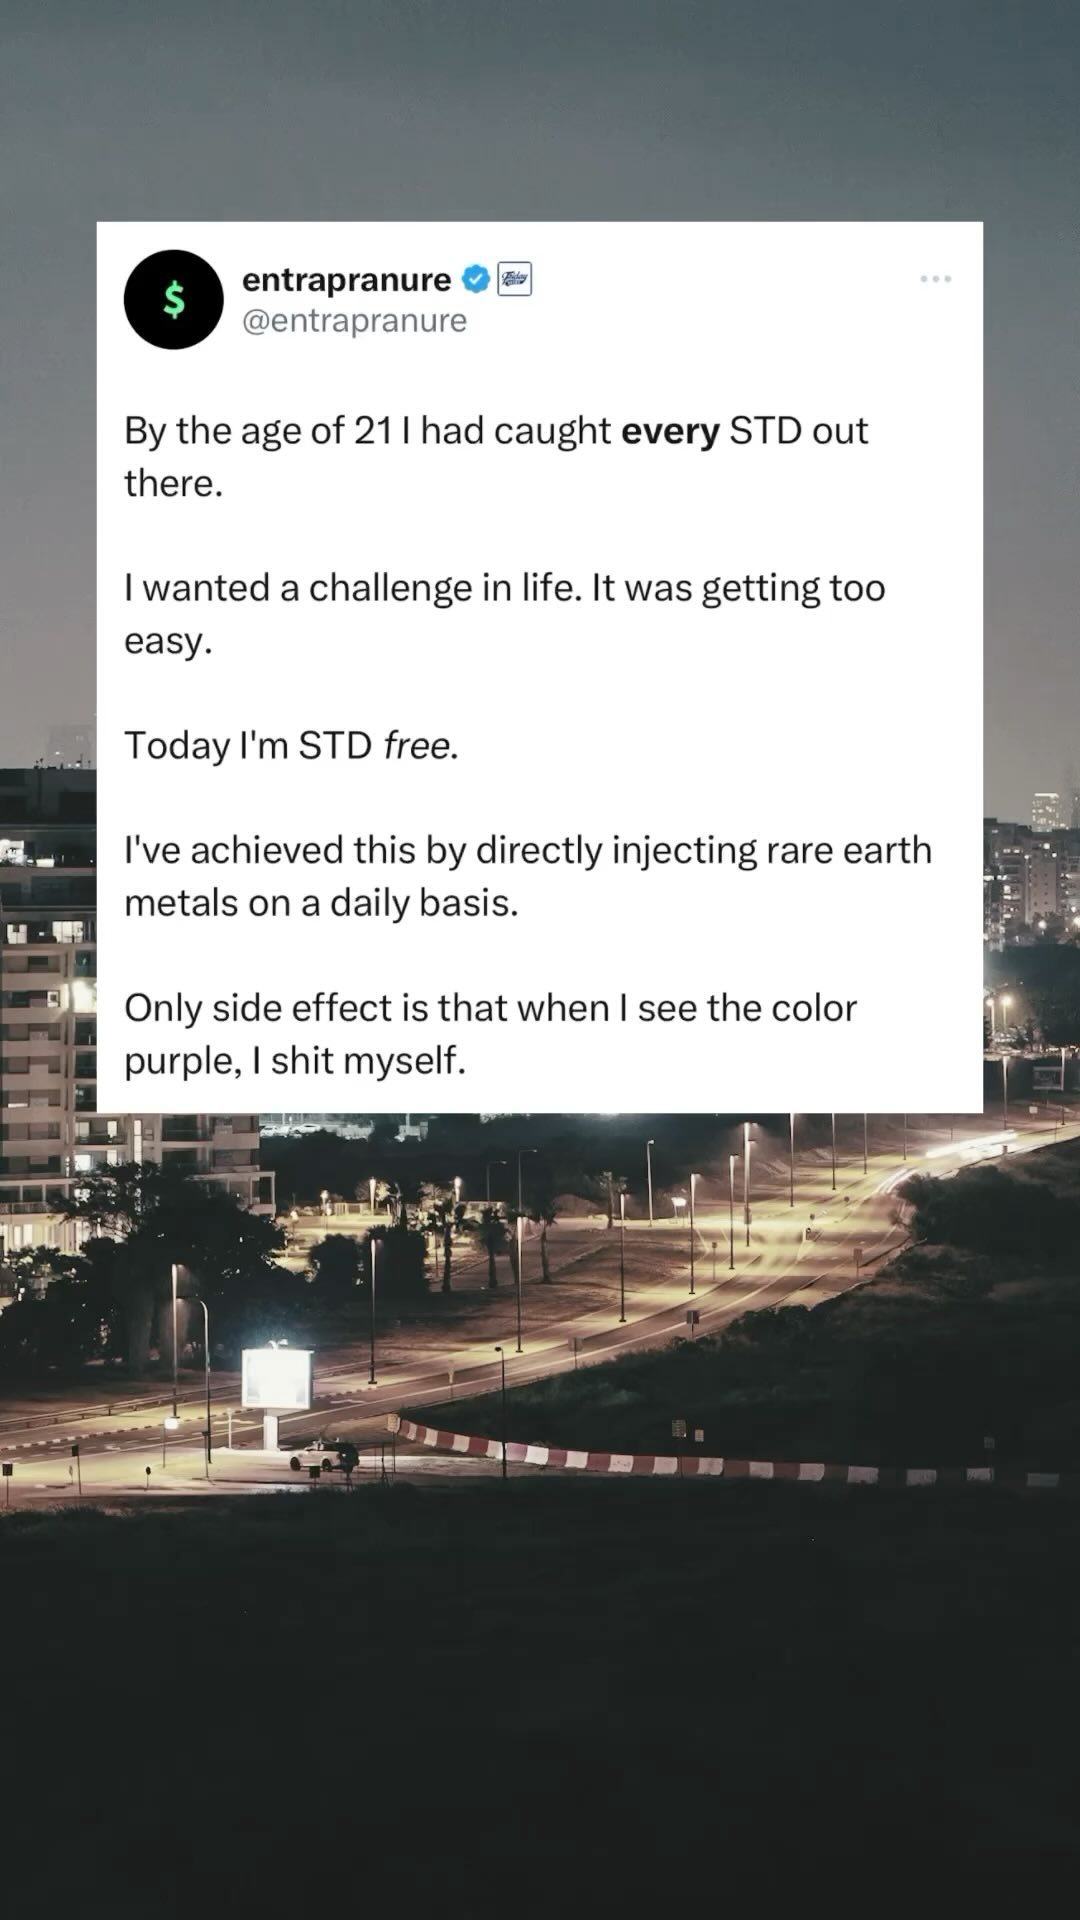 $
entrapranure
@entrapranure
By the age of 21 I had caught every STD out
there.
I wanted a challenge in life. It was getting too
easy.
Today I'm STD free.
I've achieved this by directly injecting rare earth
metals on a daily basis.
Only side effect is that when I see the color
purple, I shit myself.